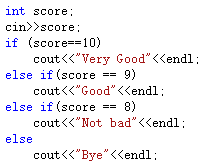 int score;
cin>>score;
if (score==10)
    cout<<"Very Good"<<endl;
else if(score == 9)
    cout<<"Good"<<endl;
else if(score == 8)
    cout<<"Not bad"<<endl;
else
    cout<<"Bye"<<endl;